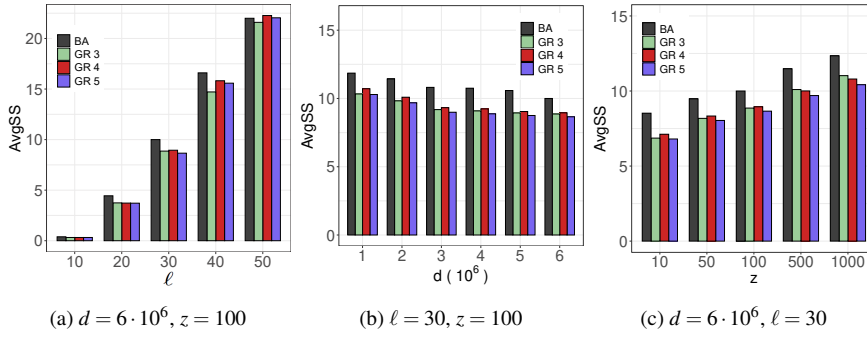 AvgSS
20
15
10
5
0
BA
GR 3
GR 4
GR 5
10 20 30 40 50
ℓ
(a) d = 6 · 10⁶, z = 100
AvgSS
15
10
5
0
BA
GR 3
GR 4
GR 5
1 2 3 4 5 6
d ( 10⁶ )
(b) ℓ = 30, z = 100
AvgSS
15
10
5
0
BA
GR 3
GR 4
GR 5
10 50 100 500 1000
z
(c) d = 6 · 10⁶, ℓ = 30